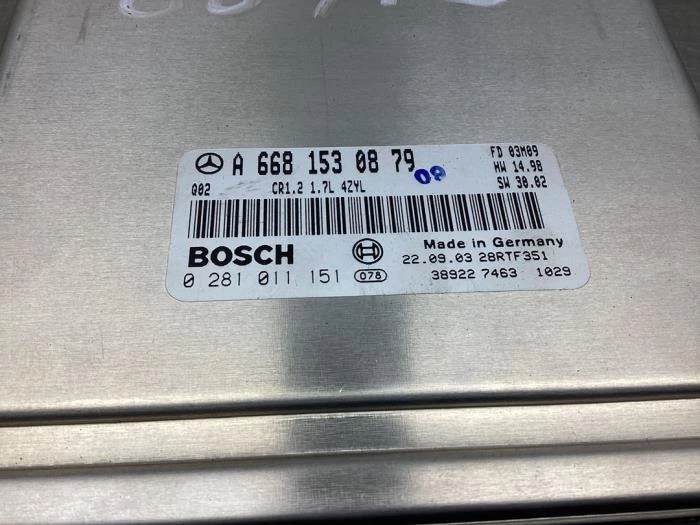 A 668 153 08 79 FD 03M09
HW 14.98
Q02 CR1.2 1.7L 4ZYL SW 30.02
BOSCH Made in Germany
22.09.03 28RTF351
0 281 011 151 078 38922 7463 1029